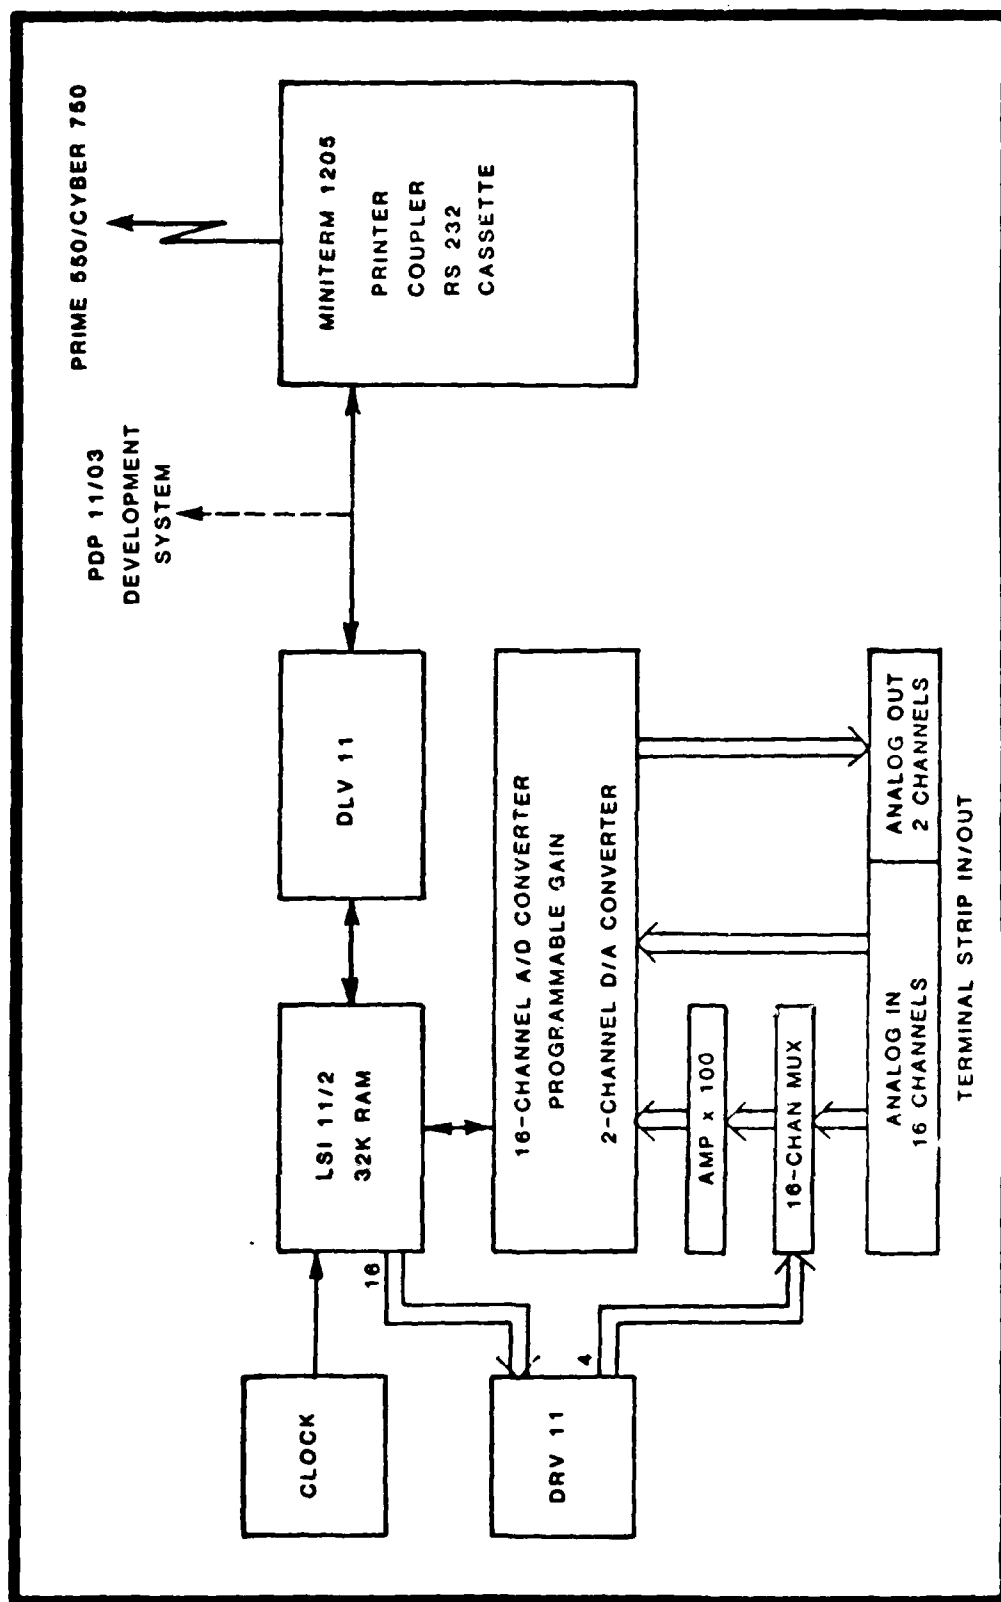 PRIME 550/CYBER 750
PDP 11/03
DEVELOPMENT
SYSTEM
CLOCK
LSI 11/2
32K RAM
DLV 11
MINITERM 1205
PRINTER
COUPLER
RS 232
CASSETTE
16
DRV 11
4
16-CHANNEL A/D CONVERTER
PROGRAMMABLE GAIN
2-CHANNEL D/A CONVERTER
AMP x 100
16-CHAN MUX
ANALOG IN
16 CHANNELS
ANALOG OUT
2 CHANNELS
TERMINAL STRIP IN/OUT